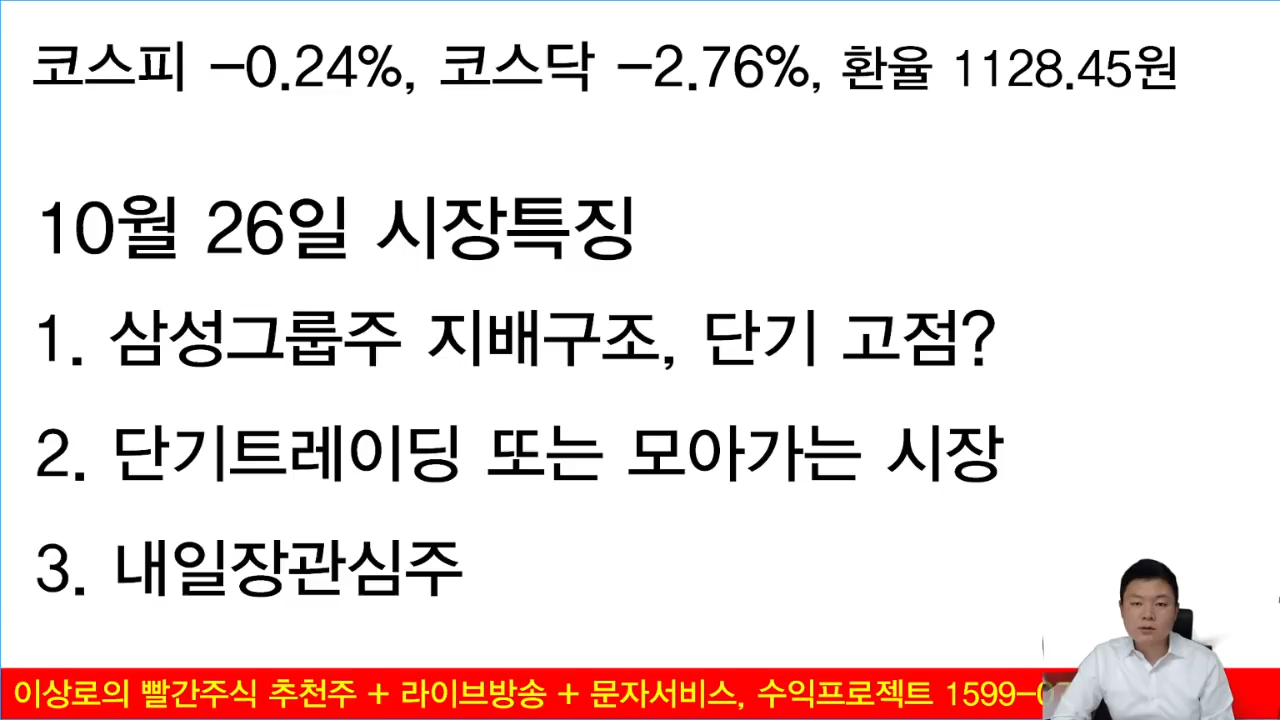 코스피 -0.24%, 코스닥 -2.76%, 환율 1128.45원
10월 26일 시장특징
1. 삼성그룹주 지배구조, 단기 고점?
2. 단기트레이딩 또는 모아가는 시장
3. 내일장관심주
이상로의 빨간주식 추천주 + 라이브방송 + 문자서비스, 수익프로젝트 1599-0